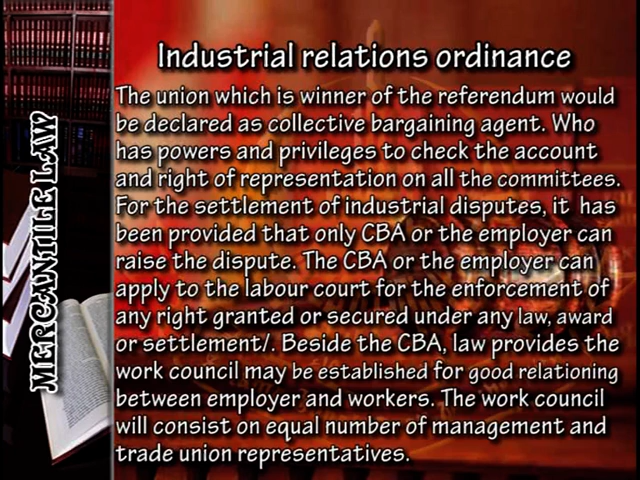 Industrial relations ordinance
The union which is winner of the referendum would
be declared as collective bargaining agent. Who
has powers and privileges to check the account
and right of representation on all the committees.
For the settlement of industrial disputes, it has
been provided that only CBA or the employer can
raise the dispute. The CBA or the employer can
apply to the labour court for the enforcement of
any right granted or secured under any law, award
or settlement/. Beside the CBA, law provides the
work council may be established for good relationing
between employer and workers. The work council
will consist on equal number of management and
trade union representatives.
MERCANTILE LAW